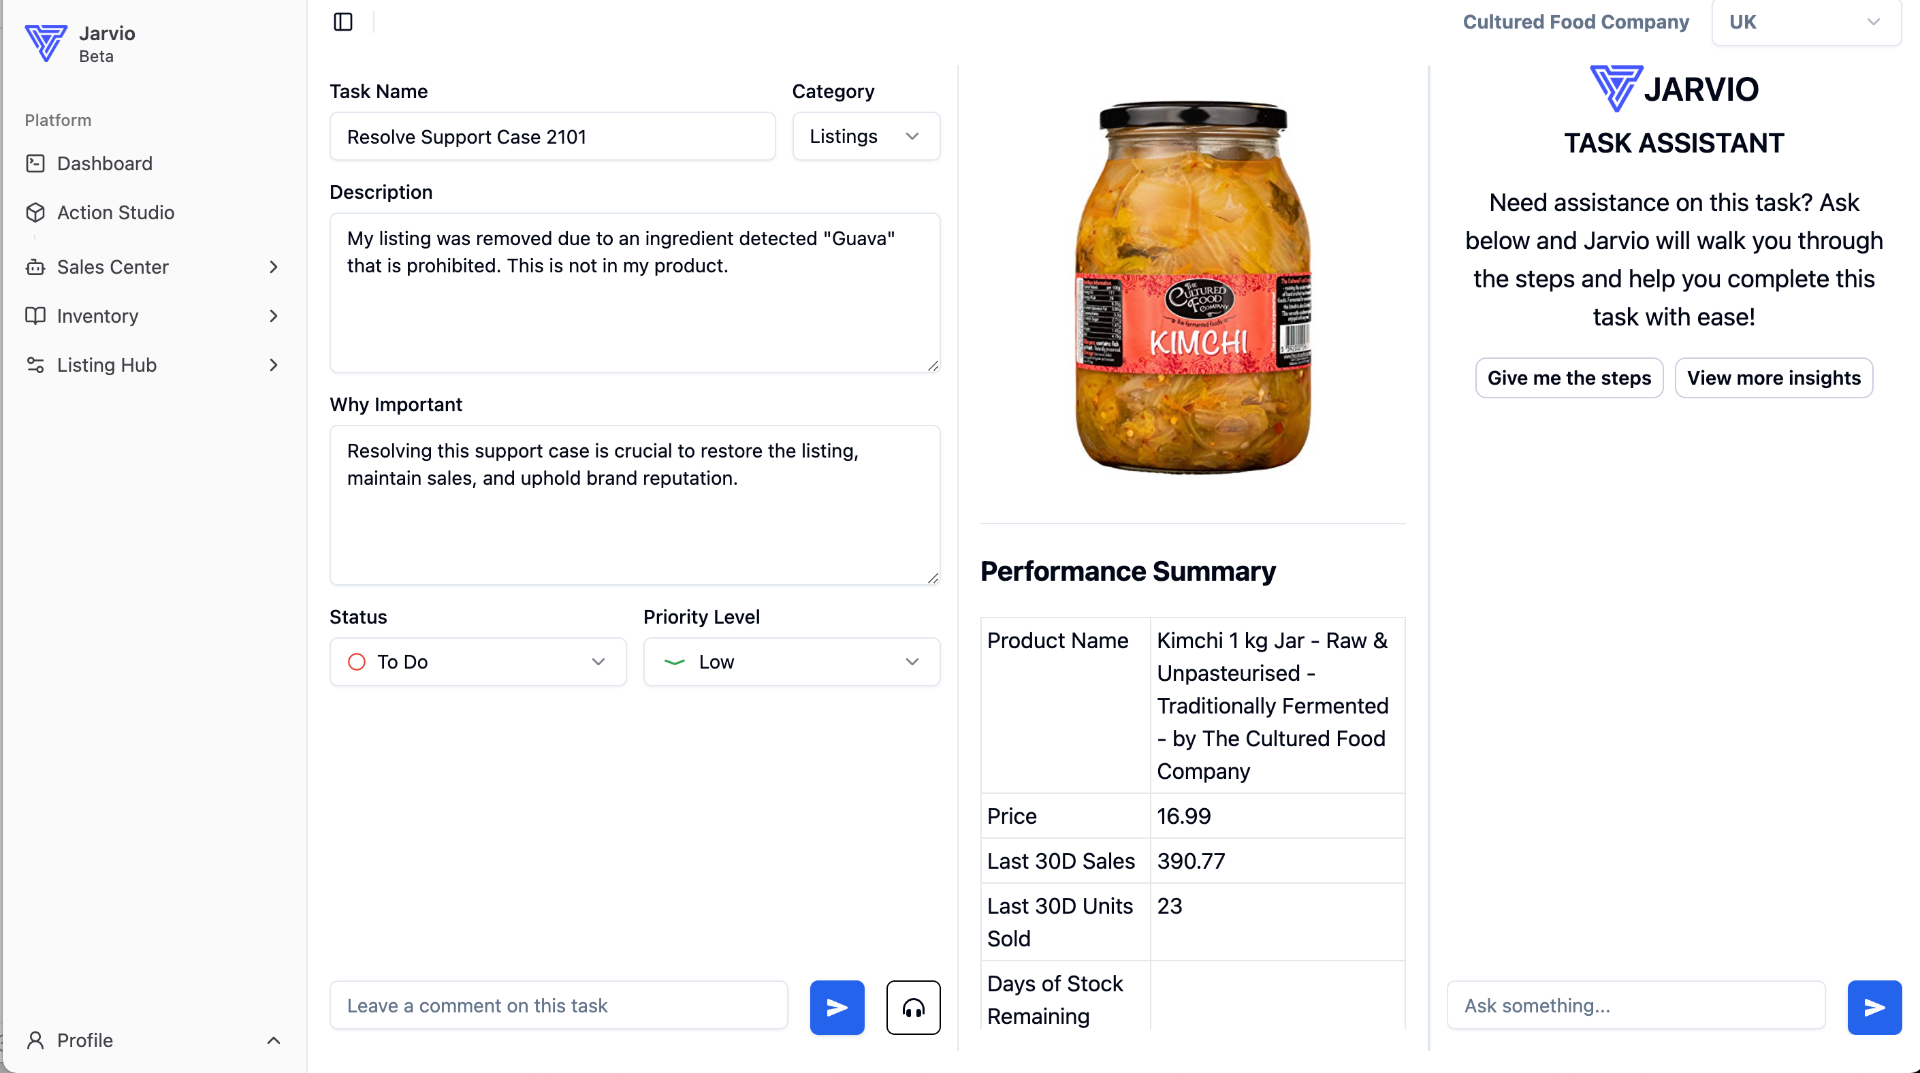 Jarvio
Beta
Platform
Dashboard
Action Studio
Sales Center
Inventory
Listing Hub
Profile
Cultured Food Company
UK
Task Name
Resolve Support Case 2101
Category
Listings
Description
My listing was removed due to an ingredient detected "Guava"
that is prohibited. This is not in my product.
Why Important
Resolving this support case is crucial to restore the listing,
maintain sales, and uphold brand reputation.
Status
To Do
Priority Level
Low
Leave a comment on this task
THE
CULTURED
FOOD
COMPANY
KIMCHI
Performance Summary
Product Name
Kimchi 1 kg Jar - Raw &
Unpasteurised -
Traditionally Fermented
- by The Cultured Food
Company
Price
16.99
Last 30D Sales
390.77
Last 30D Units
Sold
23
Days of Stock
Remaining
JARVIO
TASK ASSISTANT
Need assistance on this task? Ask
below and Jarvio will walk you through
the steps and help you complete this
task with ease!
Give me the steps
View more insights
Ask something...